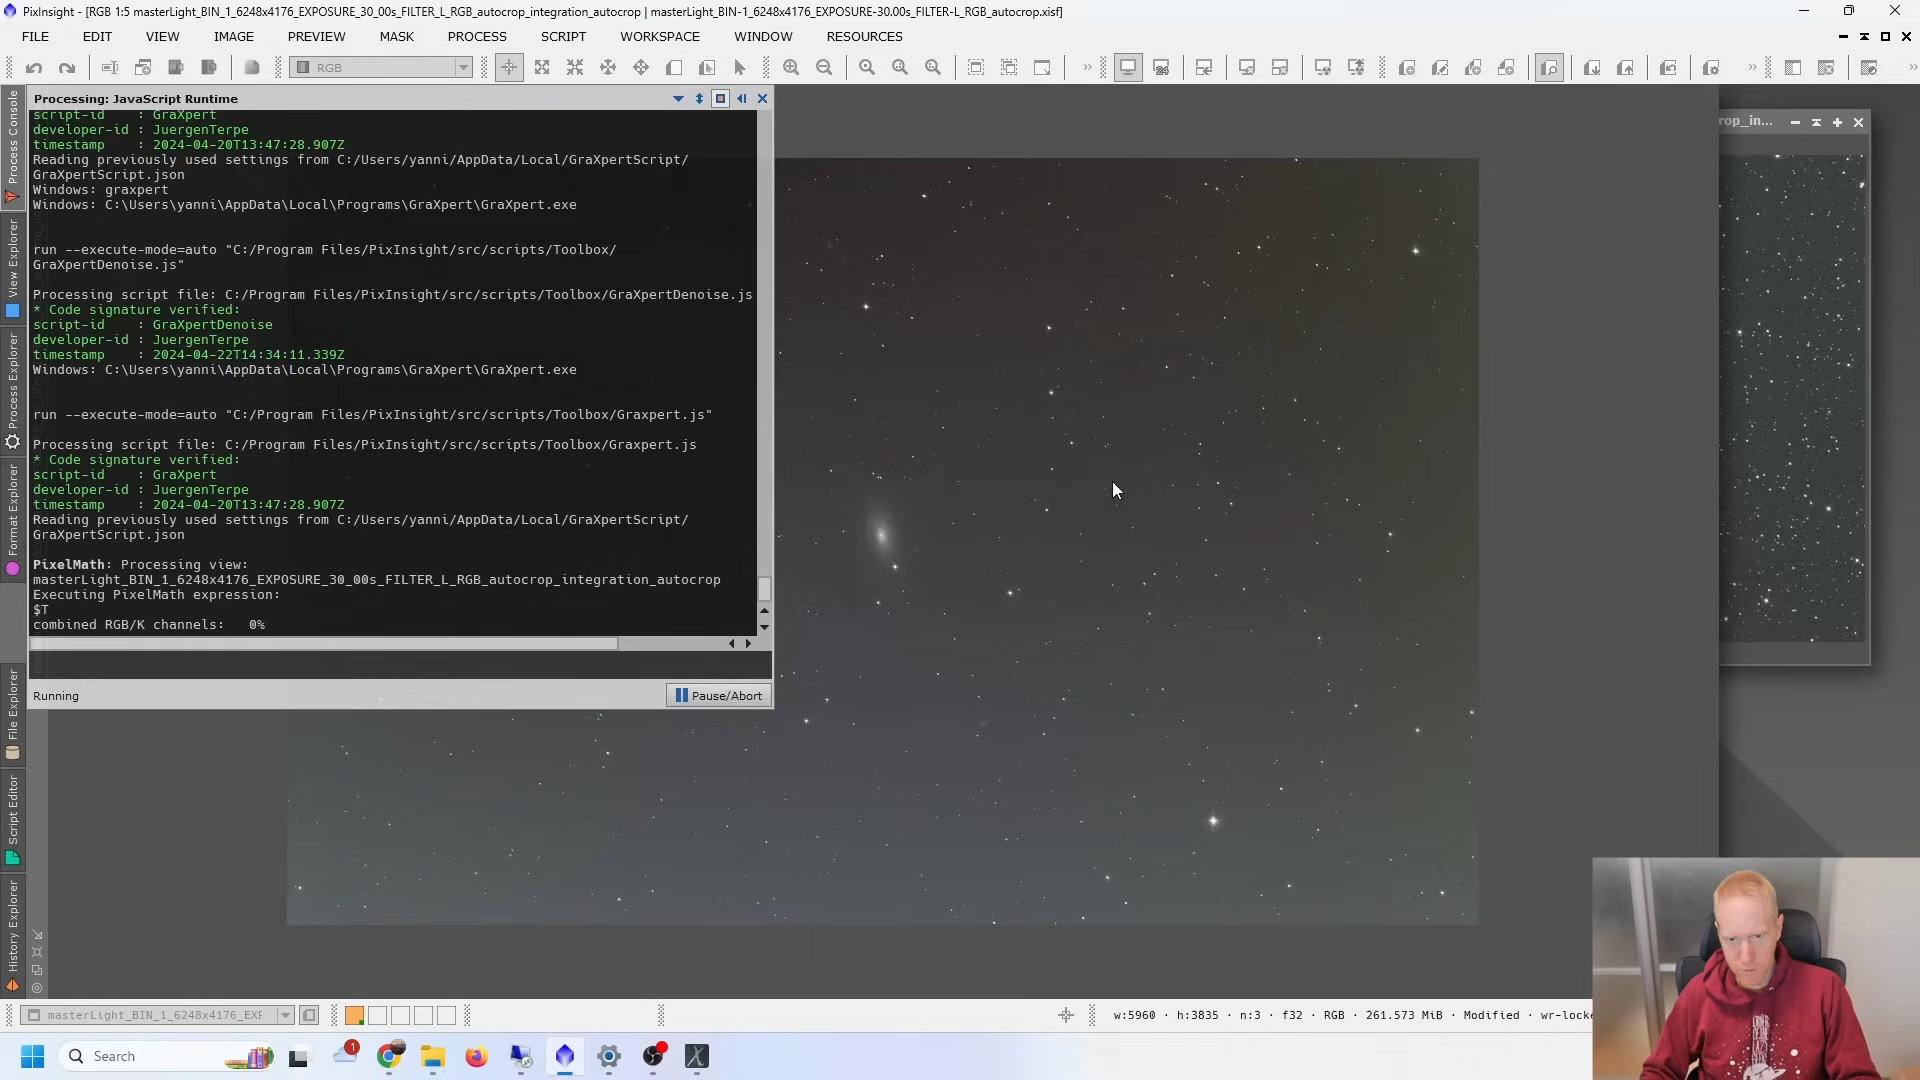 PixInsight - [RGB 1:5 masterLight_BIN_1_6248x4176_EXPOSURE_30_00s_FILTER_L_RGB_autocrop_integration_autocrop | masterLight_BIN-1_6248x4176_EXPOSURE-30.00s_FILTER-L_RGB_autocrop.xisf]
FILE EDIT VIEW IMAGE PREVIEW MASK PROCESS SCRIPT WORKSPACE WINDOW RESOURCES
RGB
Processing: JavaScript Runtime
script-id : GraXpert
developer-id : JuergenTerpe
timestamp : 2024-04-20T13:47:28.907Z
Reading previously used settings from C:/Users/yanni/AppData/Local/GraXpertScript/
GraXpertScript.json
Windows: graxpert
Windows: C:\Users\yanni\AppData\Local\Programs\GraXpert\GraXpert.exe
run --execute-mode=auto "C:/Program Files/PixInsight/src/scripts/Toolbox/
GraXpertDenoise.js"
Processing script file: C:/Program Files/PixInsight/src/scripts/Toolbox/GraXpertDenoise.js
* Code signature verified:
script-id : GraXpertDenoise
developer-id : JuergenTerpe
timestamp : 2024-04-22T14:34:11.339Z
Windows: C:\Users\yanni\AppData\Local\Programs\GraXpert\GraXpert.exe
run --execute-mode=auto "C:/Program Files/PixInsight/src/scripts/Toolbox/Graxpert.js"
Processing script file: C:/Program Files/PixInsight/src/scripts/Toolbox/Graxpert.js
* Code signature verified:
script-id : GraXpert
developer-id : JuergenTerpe
timestamp : 2024-04-20T13:47:28.907Z
Reading previously used settings from C:/Users/yanni/AppData/Local/GraXpertScript/
GraXpertScript.json
PixelMath: Processing view:
masterLight_BIN_1_6248x4176_EXPOSURE_30_00s_FILTER_L_RGB_autocrop_integration_autocrop
Executing PixelMath expression:
$T
combined RGB/K channels: 0%
Running
Pause/Abort
Process Console
View Explorer
Process Explorer
Format Explorer
File Explorer
Script Editor
History Explorer
rop_in...
masterLight_BIN_1_6248x4176_EXP
w:5960 · h:3835 · n:3 · f32 · RGB · 261.573 MiB · Modified · wr-locke
Search
1